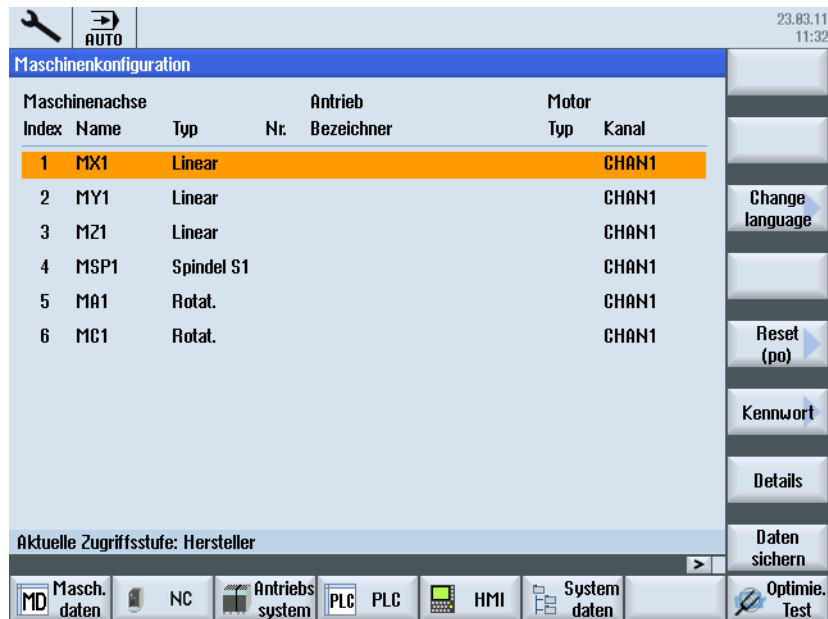 AUTO
23.03.11
11:32
Maschinenkonfiguration
Maschinenachse Antrieb Motor
Index Name Typ Nr. Bezeichner Typ Kanal
1 MX1 Linear CHAN1
2 MY1 Linear CHAN1
3 MZ1 Linear CHAN1
4 MSP1 Spindel S1 CHAN1
5 MA1 Rotat. CHAN1
6 MC1 Rotat. CHAN1
Aktuelle Zugriffsstufe: Hersteller
Change
language
Reset
(po)
Kennwort
Details
Daten
sichern
>
MD Masch.
daten
NC
Antriebs
system
PLC PLC
HMI
System
daten
Optimie.
Test